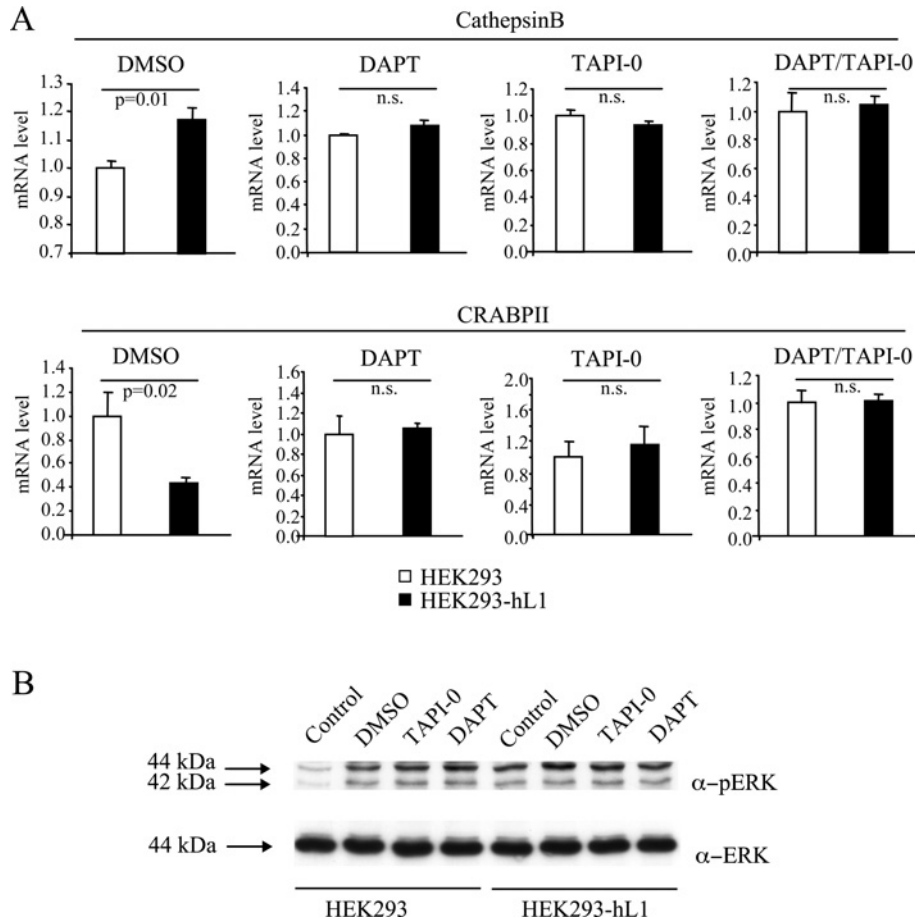 A
CathepsinB
DMSO
DAPT
TAPI-0
DAPT/TAPI-0
mRNA level
1.3
1.2
1.1
1.0
0.9
0.8
0.7
p=0.01
mRNA level
1.4
1.2
1.0
0.8
0.6
0.4
0.2
0.0
n.s.
mRNA level
1.2
1.0
0.8
0.6
0.4
0.2
0.0
n.s.
mRNA level
1.2
1.0
0.8
0.6
0.4
0.2
0.0
n.s.
CRABPII
DMSO
DAPT
TAPI-0
DAPT/TAPI-0
mRNA level
1.4
1.2
1.0
0.8
0.6
0.4
0.2
0.0
p=0.02
mRNA level
1.6
1.4
1.2
1.0
0.8
0.6
0.4
0.2
0.0
n.s.
mRNA level
2.0
1.6
1.2
0.8
0.4
0.0
n.s.
mRNA level
1.2
1.0
0.8
0.6
0.4
0.2
0.0
n.s.
HEK293
HEK293-hL1
B
Control
DMSO
TAPI-0
DAPT
Control
DMSO
TAPI-0
DAPT
44 kDa
42 kDa
α-pERK
44 kDa
α-ERK
HEK293
HEK293-hL1